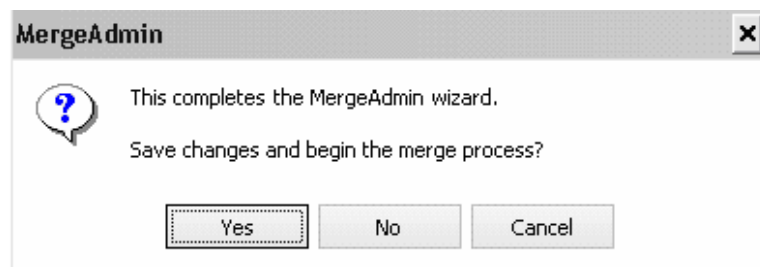 MergeAdmin
This completes the MergeAdmin wizard.
Save changes and begin the merge process?
Yes No Cancel